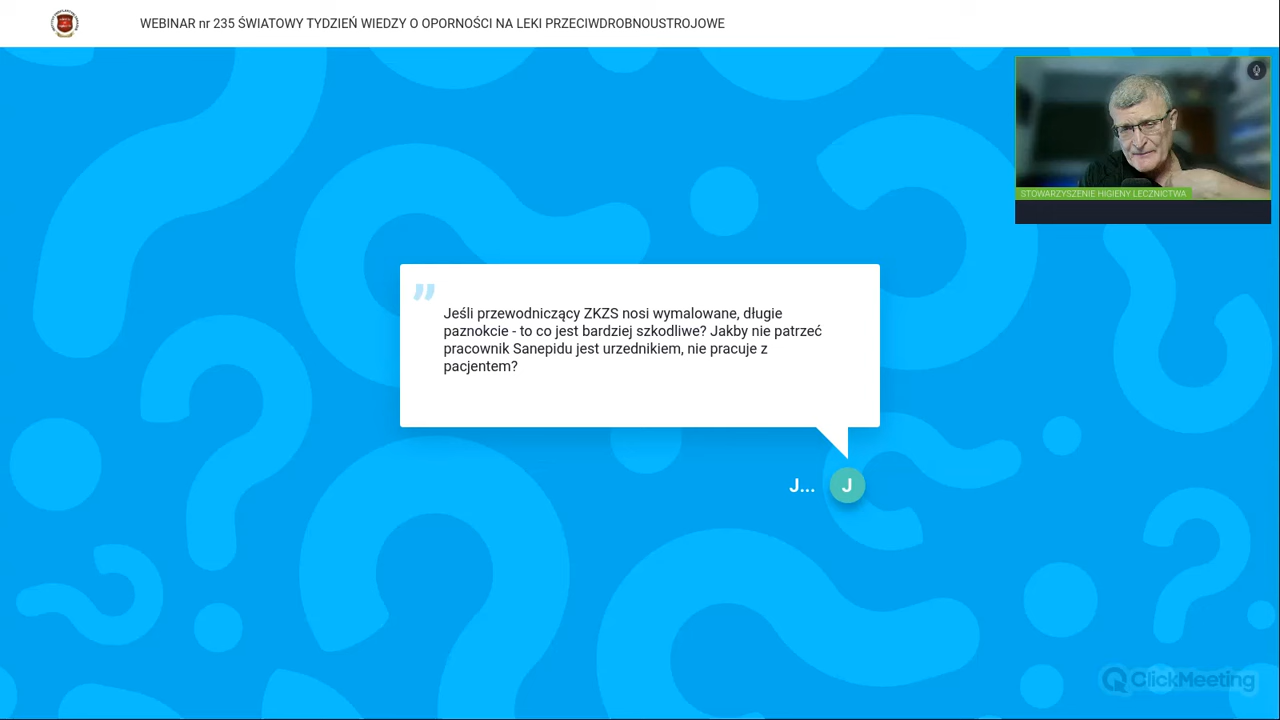 WEBINAR nr 235 ŚWIATOWY TYDZIEŃ WIEDZY O OPORNOŚCI NA LEKI PRZECIWDROBNOUSTROJOWE
STOWARZYSZENIE HIGIENY LECZNICTWA
”
Jeśli przewodniczący ZKZS nosi wymalowane, długie
paznokcie - to co jest bardziej szkodliwe? Jakby nie patrzeć
pracownik Sanepidu jest urzednikiem, nie pracuje z
pacjentem?
J... J
ClickMeeting